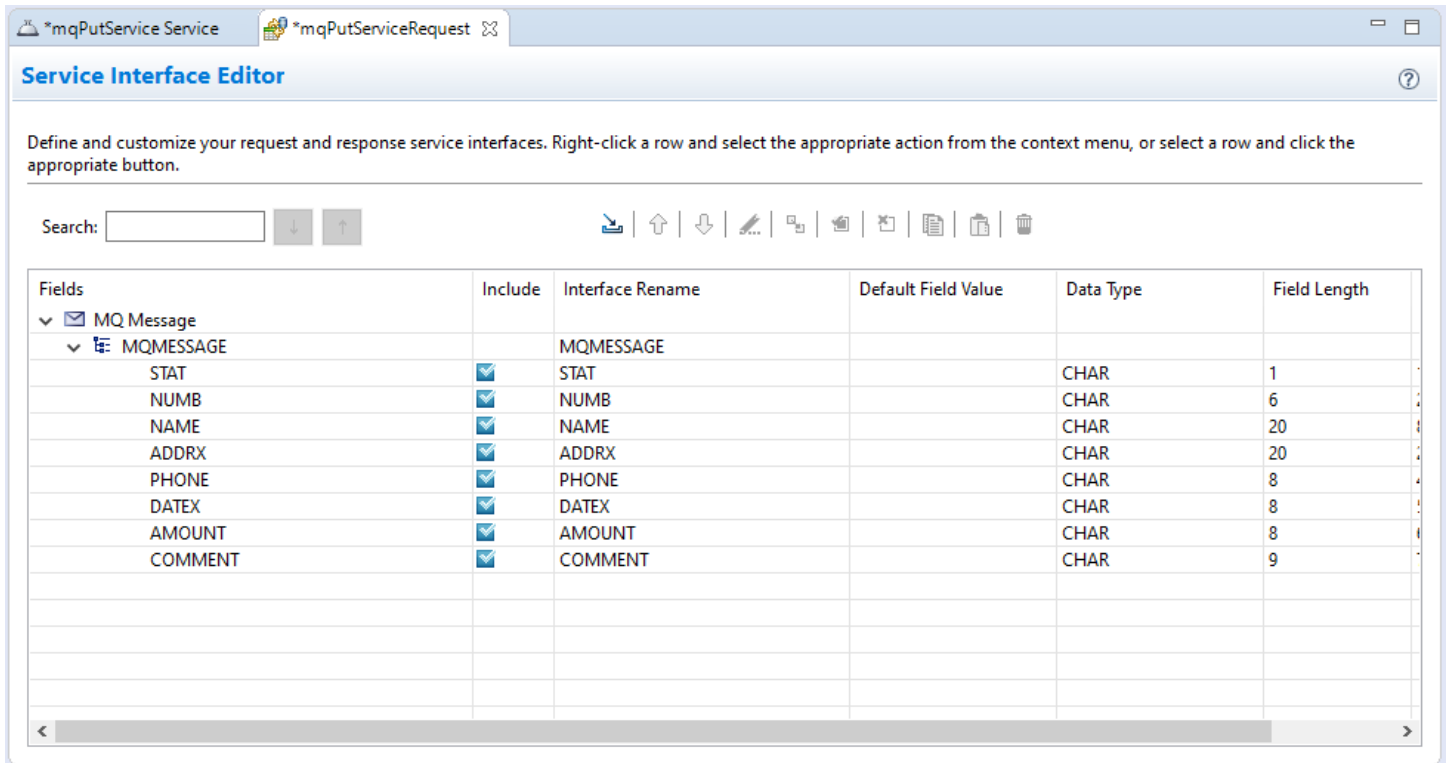 *mqPutService Service *mqPutServiceRequest
Service Interface Editor
Define and customize your request and response service interfaces. Right-click a row and select the appropriate action from the context menu, or select a row and click the
appropriate button.
Search:
Fields Include Interface Rename Default Field Value Data Type Field Length
MQ Message
MQMESSAGE MQMESSAGE
STAT STAT CHAR 1
NUMB NUMB CHAR 6
NAME NAME CHAR 20
ADDRX ADDRX CHAR 20
PHONE PHONE CHAR 8
DATEX DATEX CHAR 8
AMOUNT AMOUNT CHAR 8
COMMENT COMMENT CHAR 9